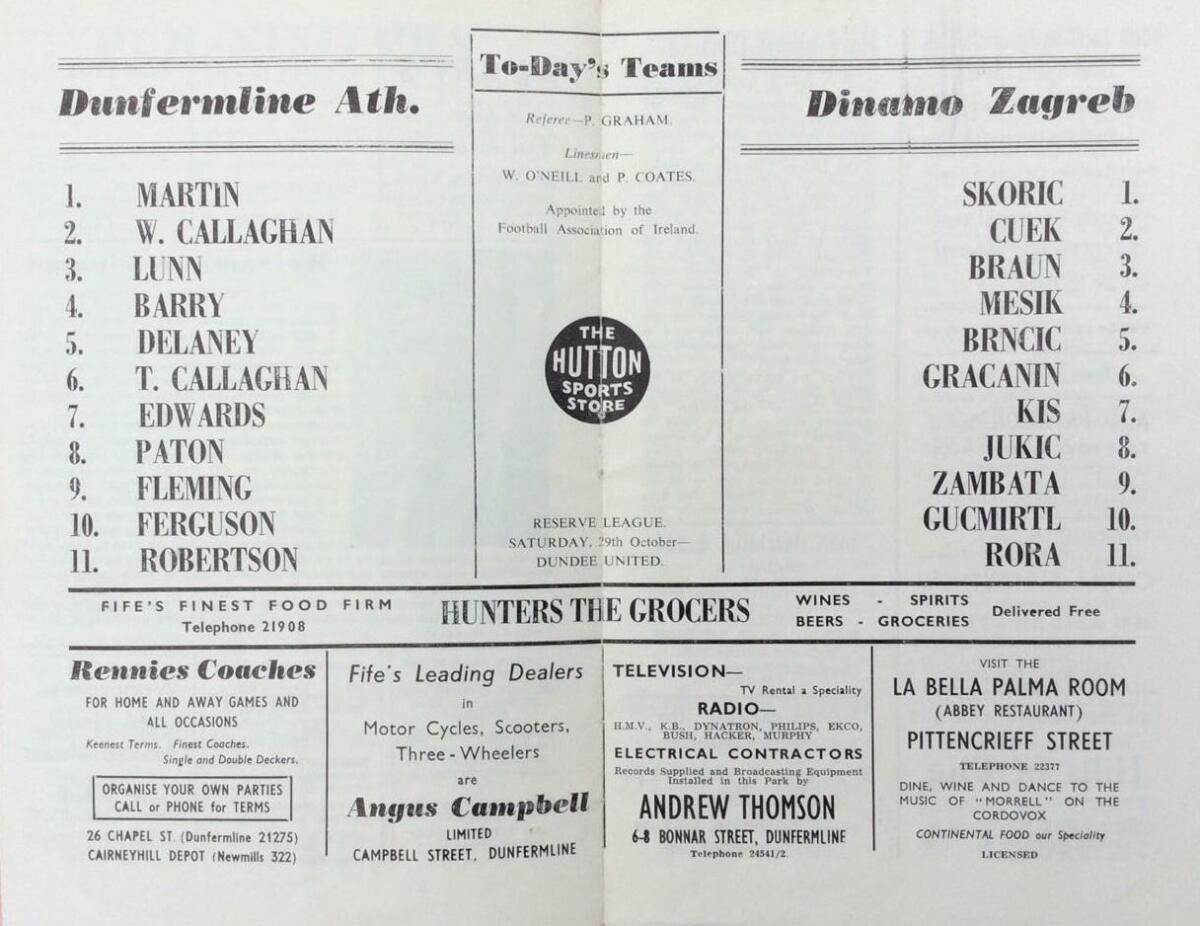 Dunfermline Ath.
1. MARTIN
2. W. CALLAGHAN
3. LUNN
4. BARRY
5. DELANEY
6. T. CALLAGHAN
7. EDWARDS
8. PATON
9. FLEMING
10. FERGUSON
11. ROBERTSON
To-Day's Teams
Referee—P. GRAHAM.
Linesmen—
W. O'NEILL and P. COATES.
Appointed by the
Football Association of Ireland.
THE
HUTTON
SPORTS
STORE
RESERVE LEAGUE.
SATURDAY, 29th October—
DUNDEE UNITED.
Dinamo Zagreb
SKORIC 1.
CUEK 2.
BRAUN 3.
MESIK 4.
BRNCIC 5.
GRACANIN 6.
KIS 7.
JUKIC 8.
ZAMBATA 9.
GUCMIRTL 10.
RORA 11.
FIFE'S FINEST FOOD FIRM
Telephone 21908
HUNTERS THE GROCERS
WINES - SPIRITS
BEERS - GROCERIES
Delivered Free
Rennies Coaches
FOR HOME AND AWAY GAMES AND
ALL OCCASIONS
Keenest Terms. Finest Coaches.
Single and Double Deckers.
ORGANISE YOUR OWN PARTIES
CALL or PHONE for TERMS
26 CHAPEL ST. (Dunfermline 21275)
CAIRNEYHILL DEPOT (Newmills 322)
Fife's Leading Dealers
in
Motor Cycles, Scooters,
Three-Wheelers
are
Angus Campbell
LIMITED
CAMPBELL STREET, DUNFERMLINE
TELEVISION—
TV Rental a Speciality
RADIO—
H.M.V., K.B., DYNATRON, PHILIPS, EKCO,
BUSH, HACKER, MURPHY
ELECTRICAL CONTRACTORS
Records Supplied and Broadcasting Equipment
Installed in this Park by
ANDREW THOMSON
6-8 BONNAR STREET, DUNFERMLINE
Telephone 24541/2.
VISIT THE
LA BELLA PALMA ROOM
(ABBEY RESTAURANT)
PITTENCRIEFF STREET
TELEPHONE 22377
DINE, WINE AND DANCE TO THE
MUSIC OF "MORRELL" ON THE
CORDOVOX
CONTINENTAL FOOD our Speciality
LICENSED